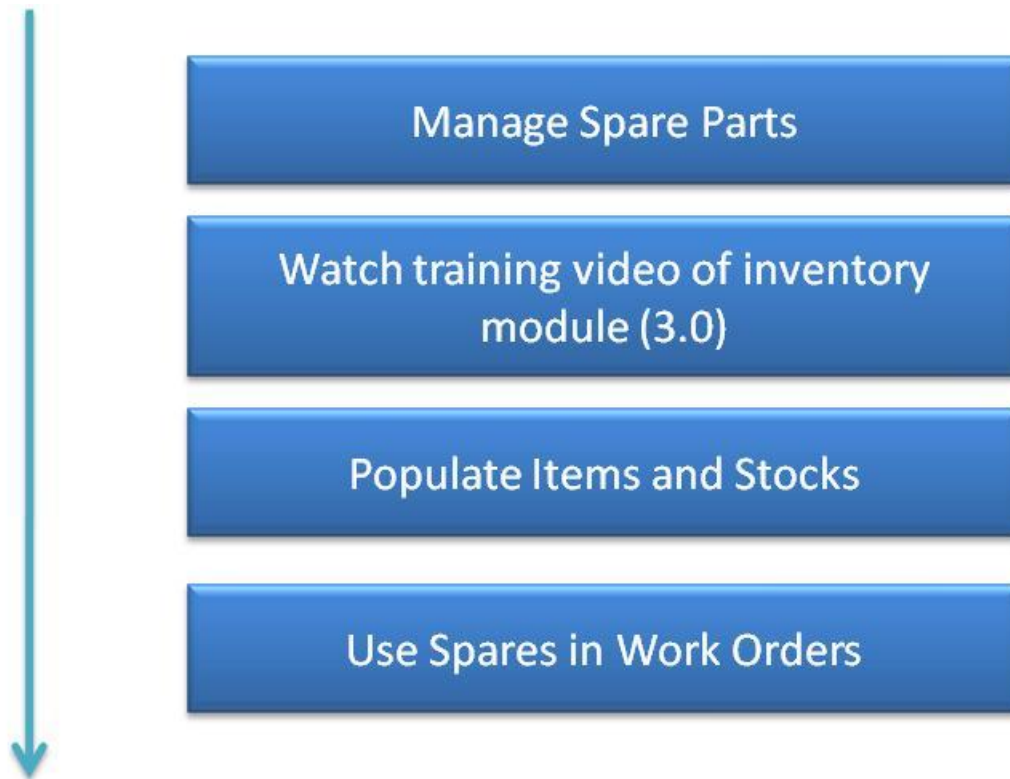 Manage Spare Parts
Watch training video of inventory
module (3.0)
Populate Items and Stocks
Use Spares in Work Orders